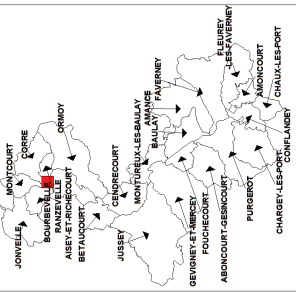 JONVELLE
MONTCOURT
CORRE
BOURBEVELLE
RANZEVELLE
AISEY-ET-RICHECOURT
ORMOY
BETAUCOURT
CENDRECOURT
JUSSEY
MONTUREUX-LES-BAULAY
AMANCE
BAULAY
FAVERNEY
GEVIGNEY-ET-MERCEY
FOUCHECOURT
ABONCOURT-GESINCOURT
FLEUREY
-LES-FAVERNEY
AMONCOURT
CHAUX-LES-PORT
PURGEROT
CHARGEY-LES-PORT
CONFLANDEY